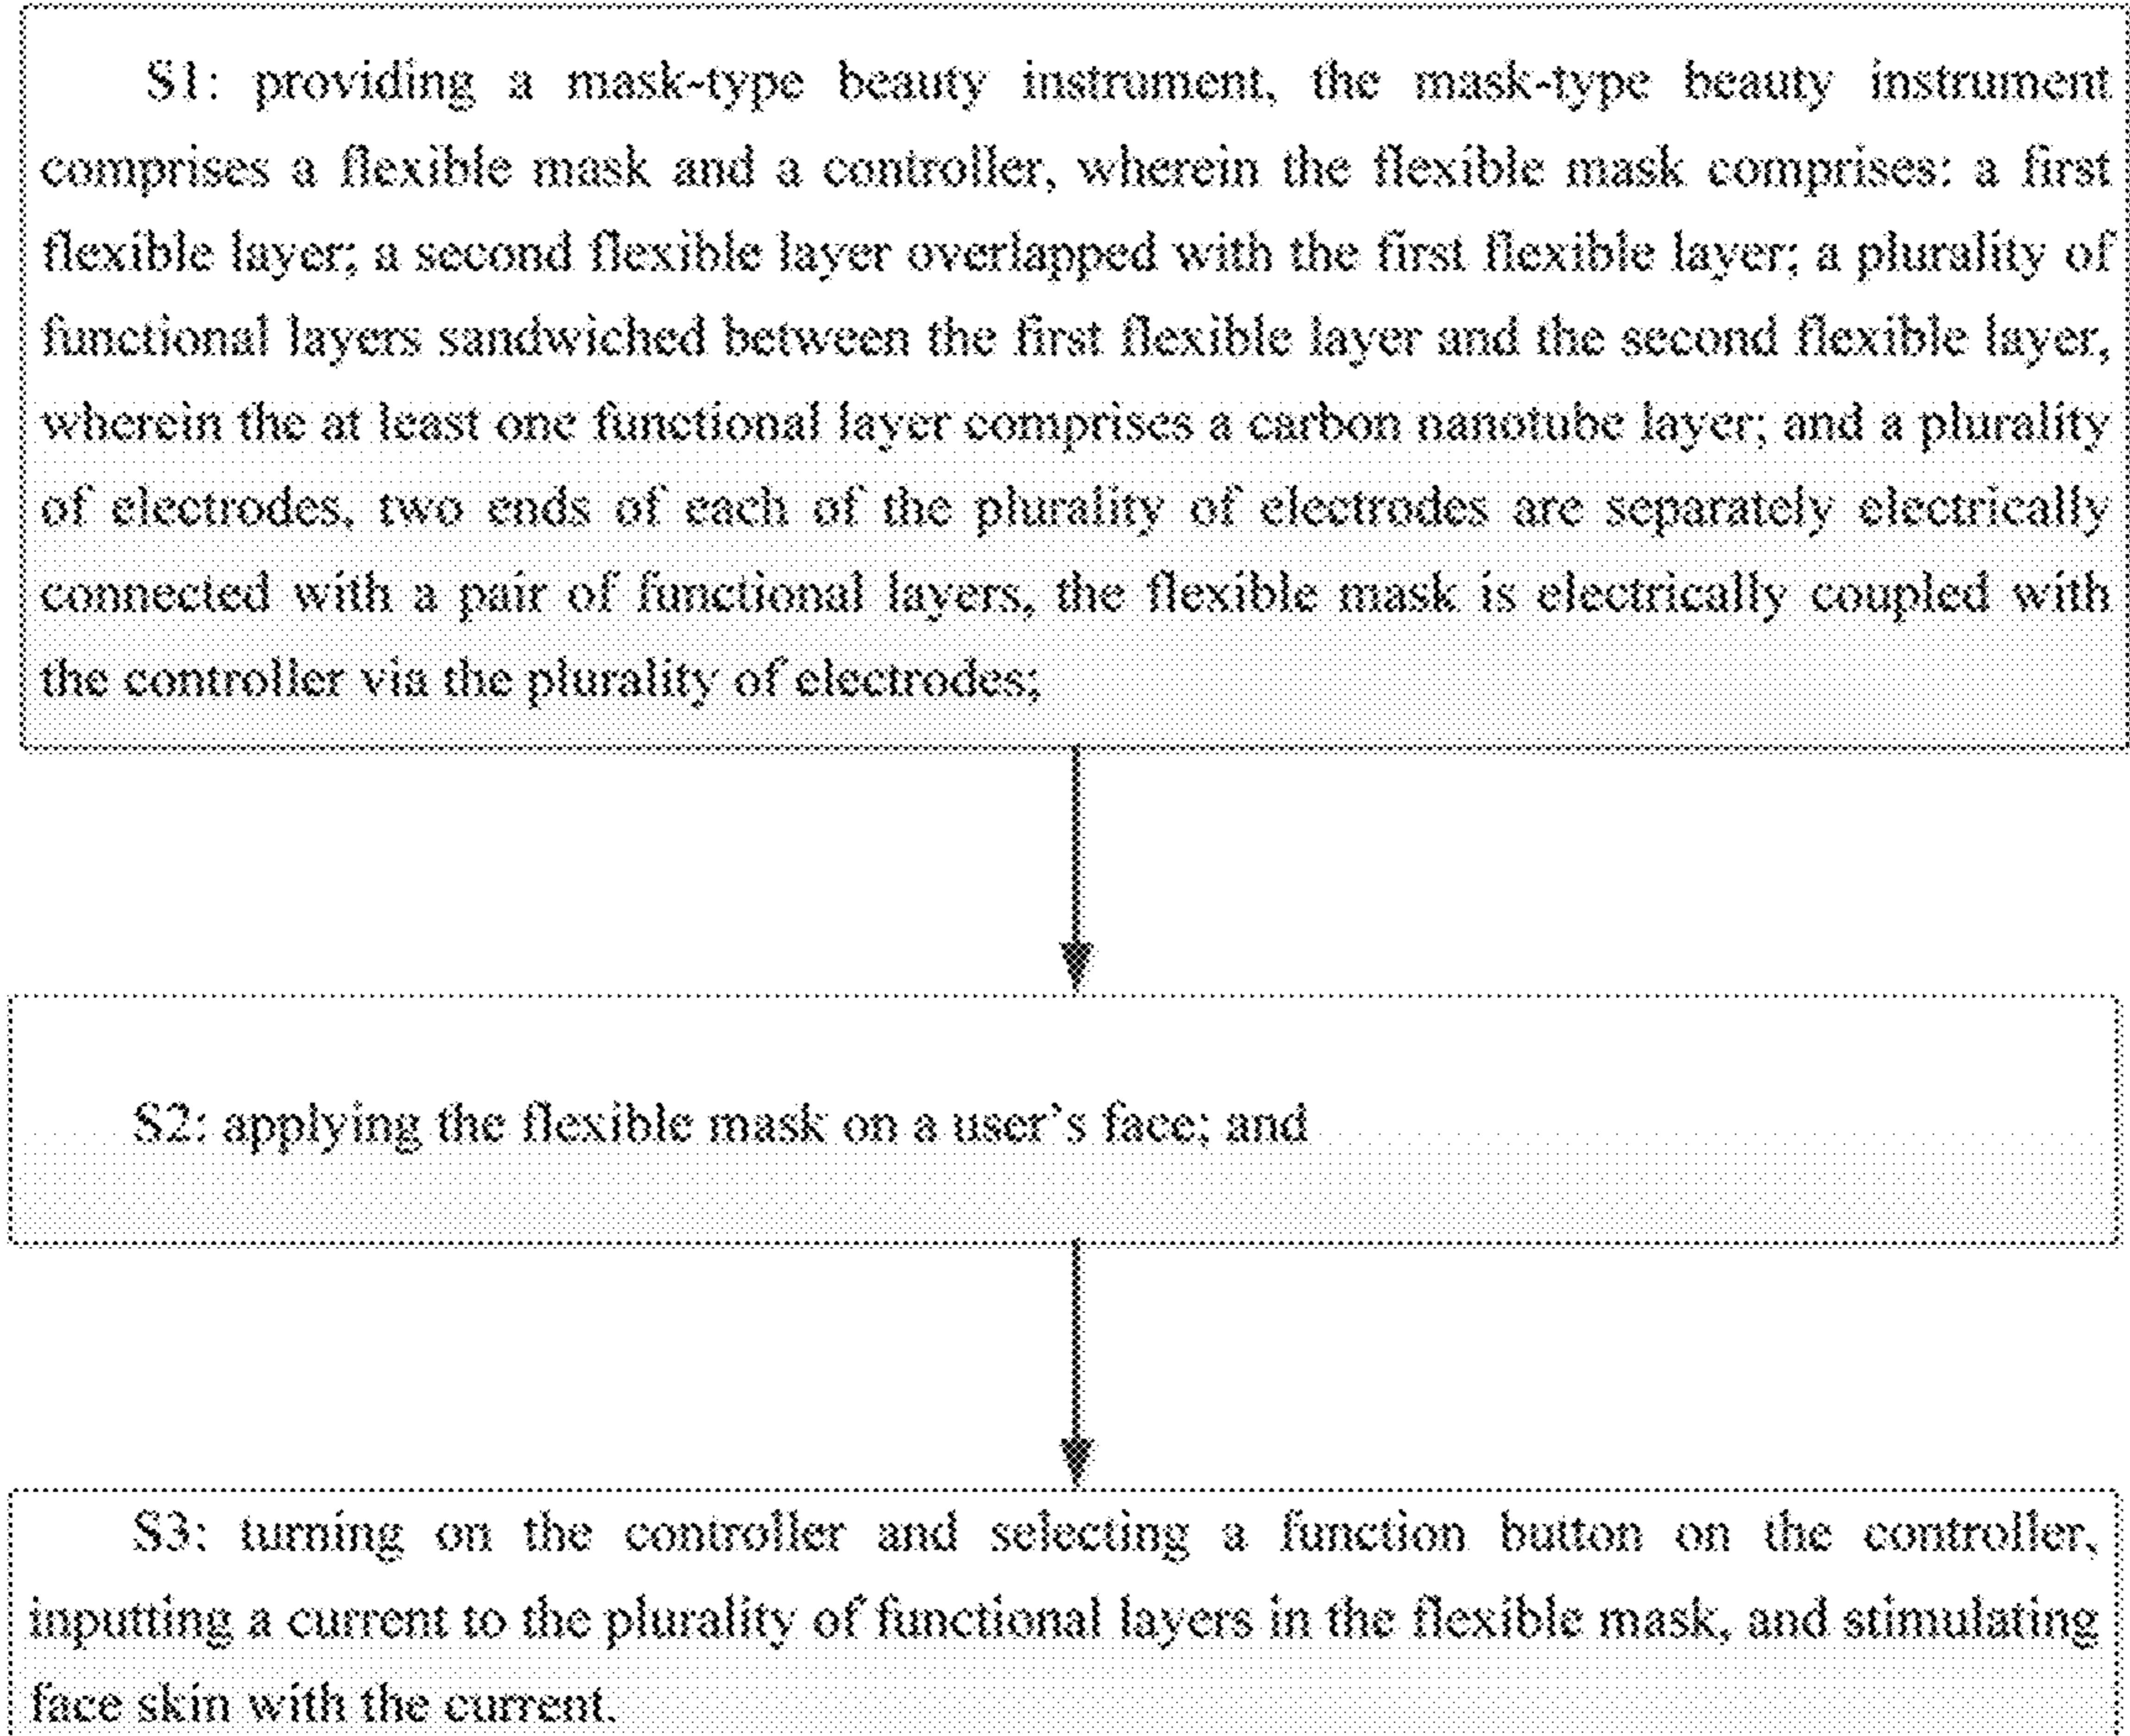 S1: providing a mask-type beauty instrument, the mask-type beauty instrument
comprises a flexible mask and a controller, wherein the flexible mask comprises: a first
flexible layer; a second flexible layer overlapped with the first flexible layer; a plurality of
functional layers sandwiched between the first flexible layer and the second flexible layer,
wherein the at least one functional layer comprises a carbon nanotube layer; and a plurality
of electrodes, two ends of each of the plurality of electrodes are separately electrically
connected with a pair of functional layers, the flexible mask is electrically coupled with
the controller via the plurality of electrodes;
S2: applying the flexible mask on a user's face; and
S3: turning on the controller and selecting a function button on the controller,
inputting a current to the plurality of functional layers in the flexible mask, and stimulating
face skin with the current.